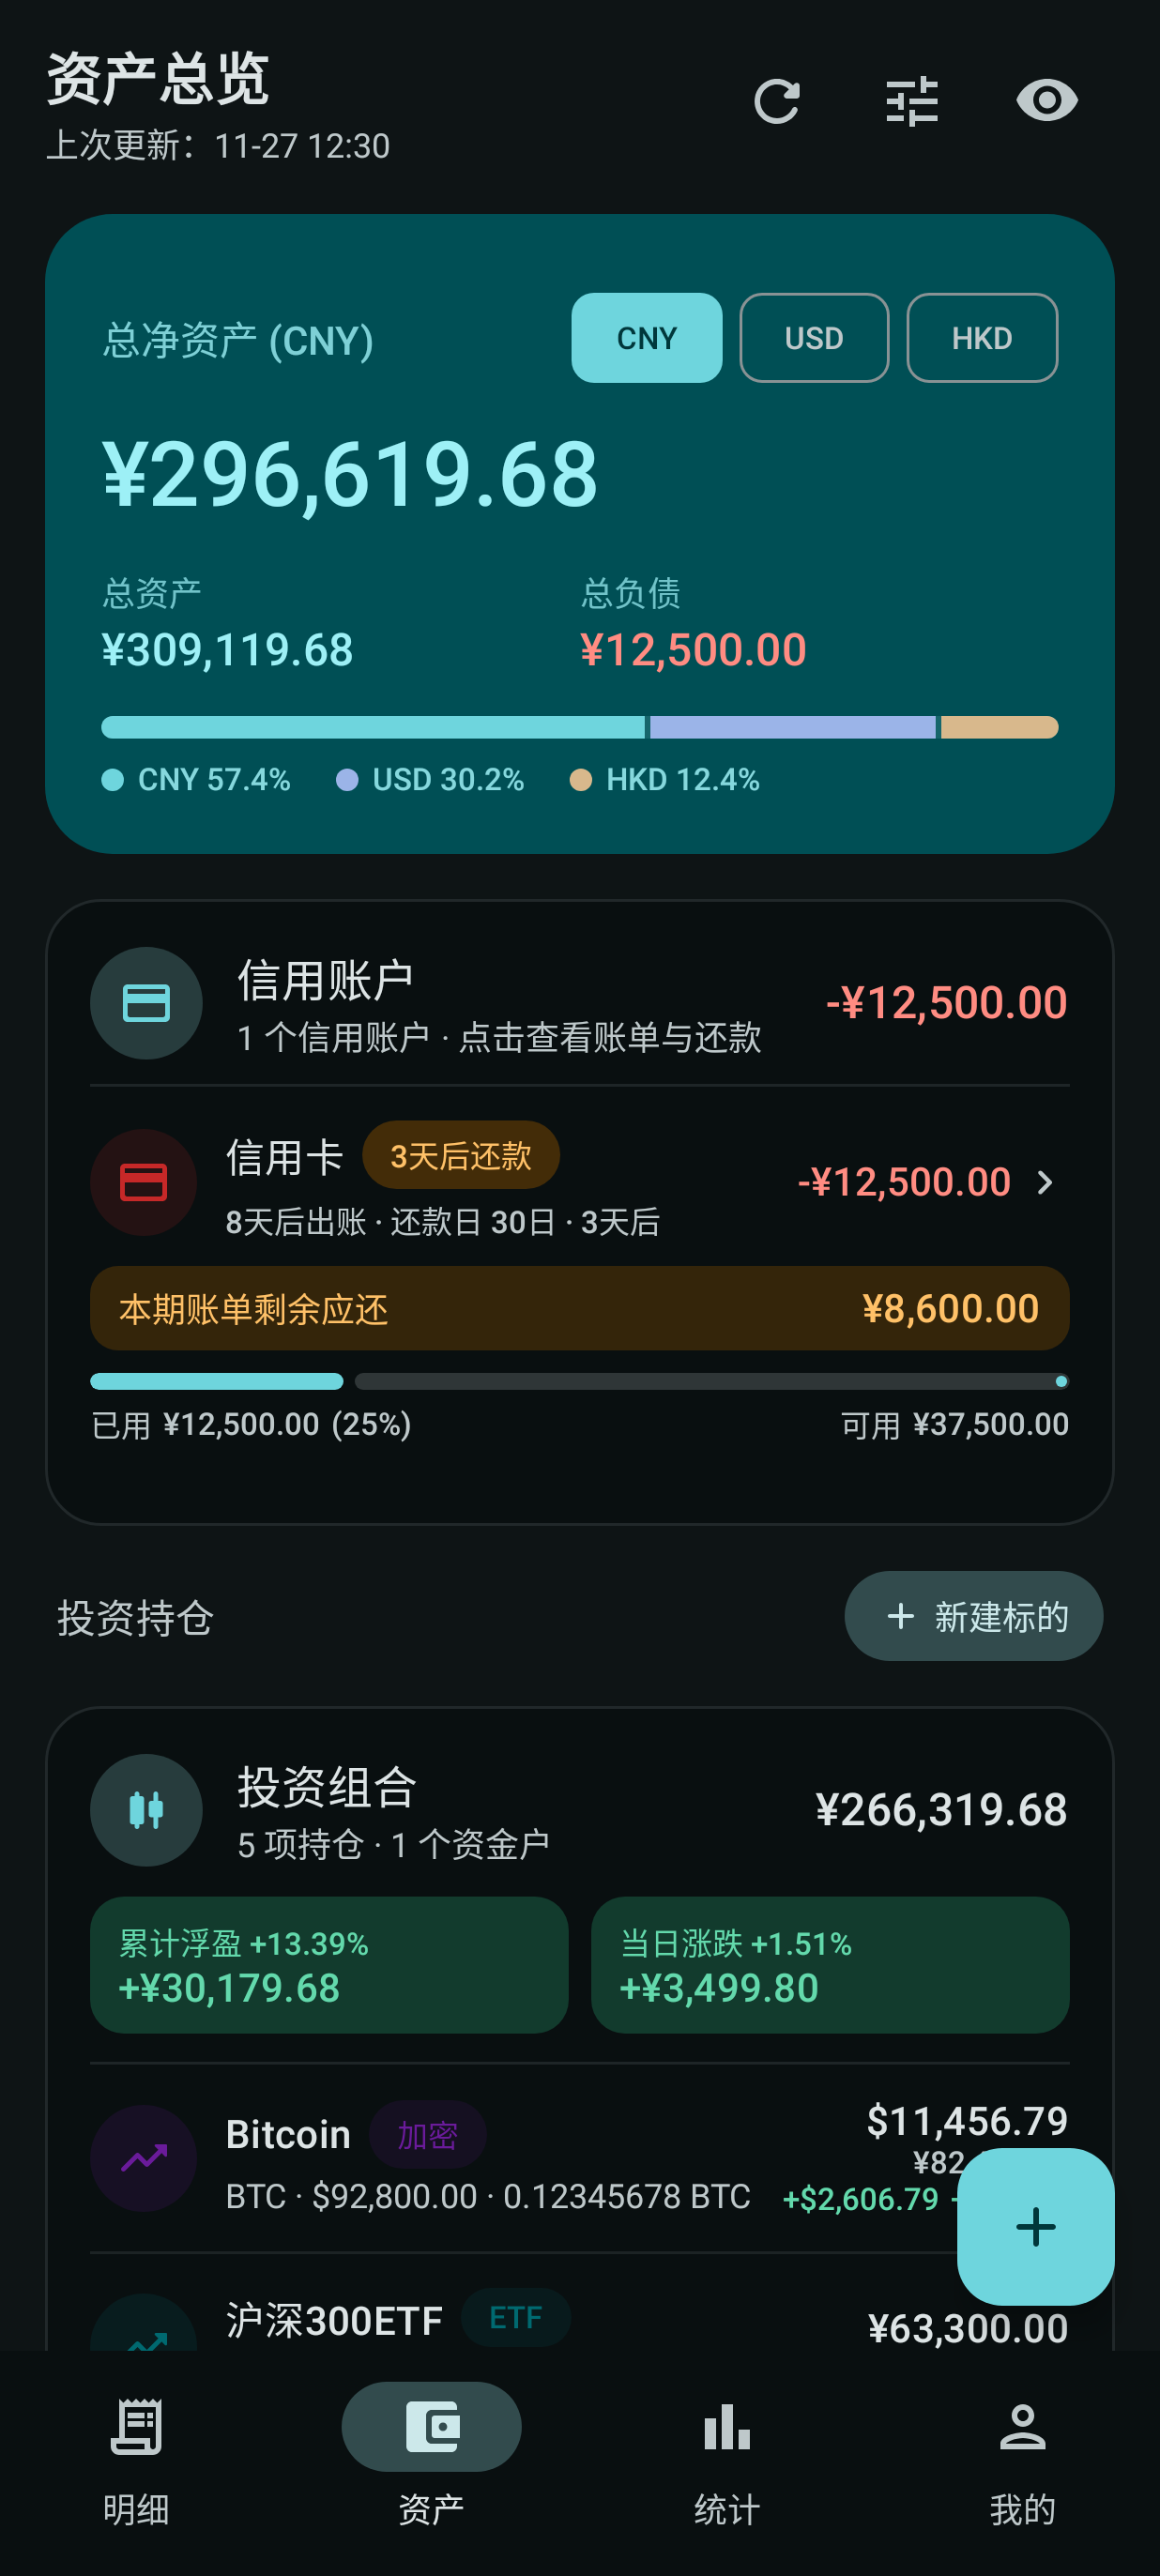 资产总览
上次更新：11-27 12:30
总净资产 (CNY)
CNY
USD
HKD
¥296,619.68
总资产
总负债
¥309,119.68
¥12,500.00
CNY 57.4%
USD 30.2%
HKD 12.4%
信用账户
1 个信用账户 · 点击查看账单与还款
-¥12,500.00
信用卡
3天后还款
8天后出账 · 还款日 30日 · 3天后
-¥12,500.00
本期账单剩余应还
¥8,600.00
已用 ¥12,500.00 (25%)
可用 ¥37,500.00
投资持仓
+ 新建标的
投资组合
5 项持仓 · 1 个资金户
¥266,319.68
累计浮盈 +13.39%
+¥30,179.68
当日涨跌 +1.51%
+¥3,499.80
Bitcoin
加密
$11,456.79
¥82
BTC · $92,800.00 · 0.12345678 BTC
+$2,606.79
沪深300ETF
ETF
¥63,300.00
明细
资产
统计
我的